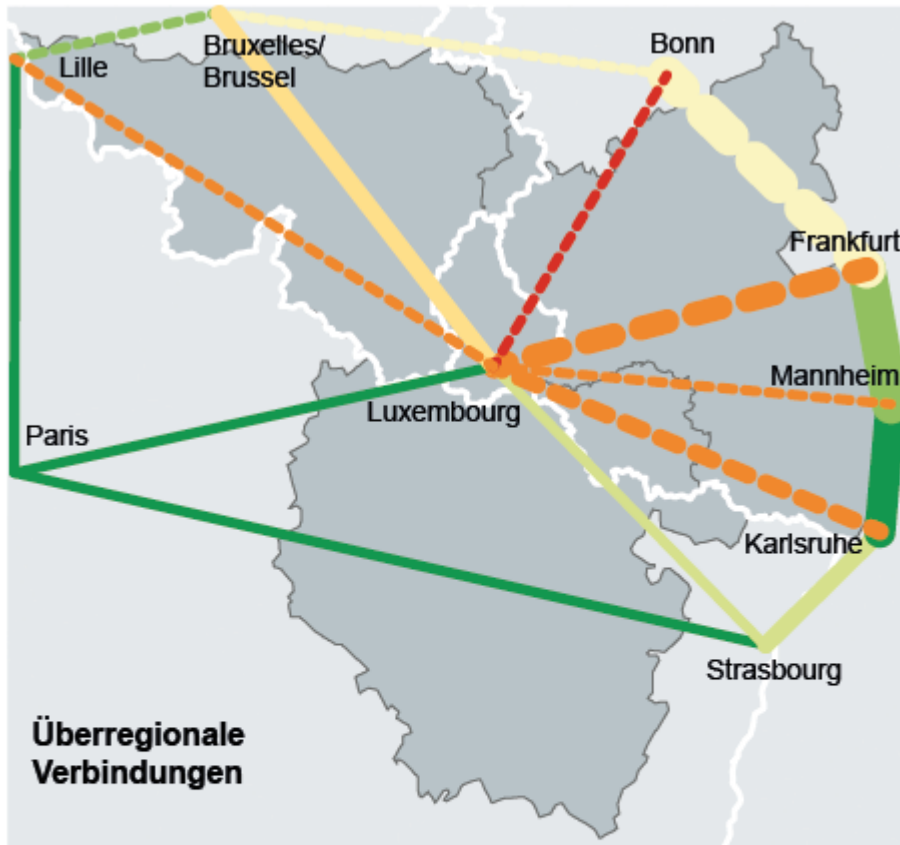 Bruxelles/
Brussel
Bonn
Lille
Frankfurt
Mannheim
Luxembourg
Paris
Karlsruhe
Strasbourg
Überregionale
Verbindungen